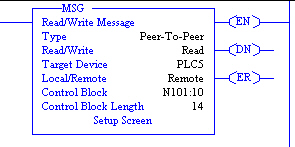 MSG
Read/Write Message
EN
Type Peer-To-Peer
Read/Write Read
DN
Target Device PLC5
Local/Remote Remote
ER
Control Block N101:10
Control Block Length 14
Setup Screen